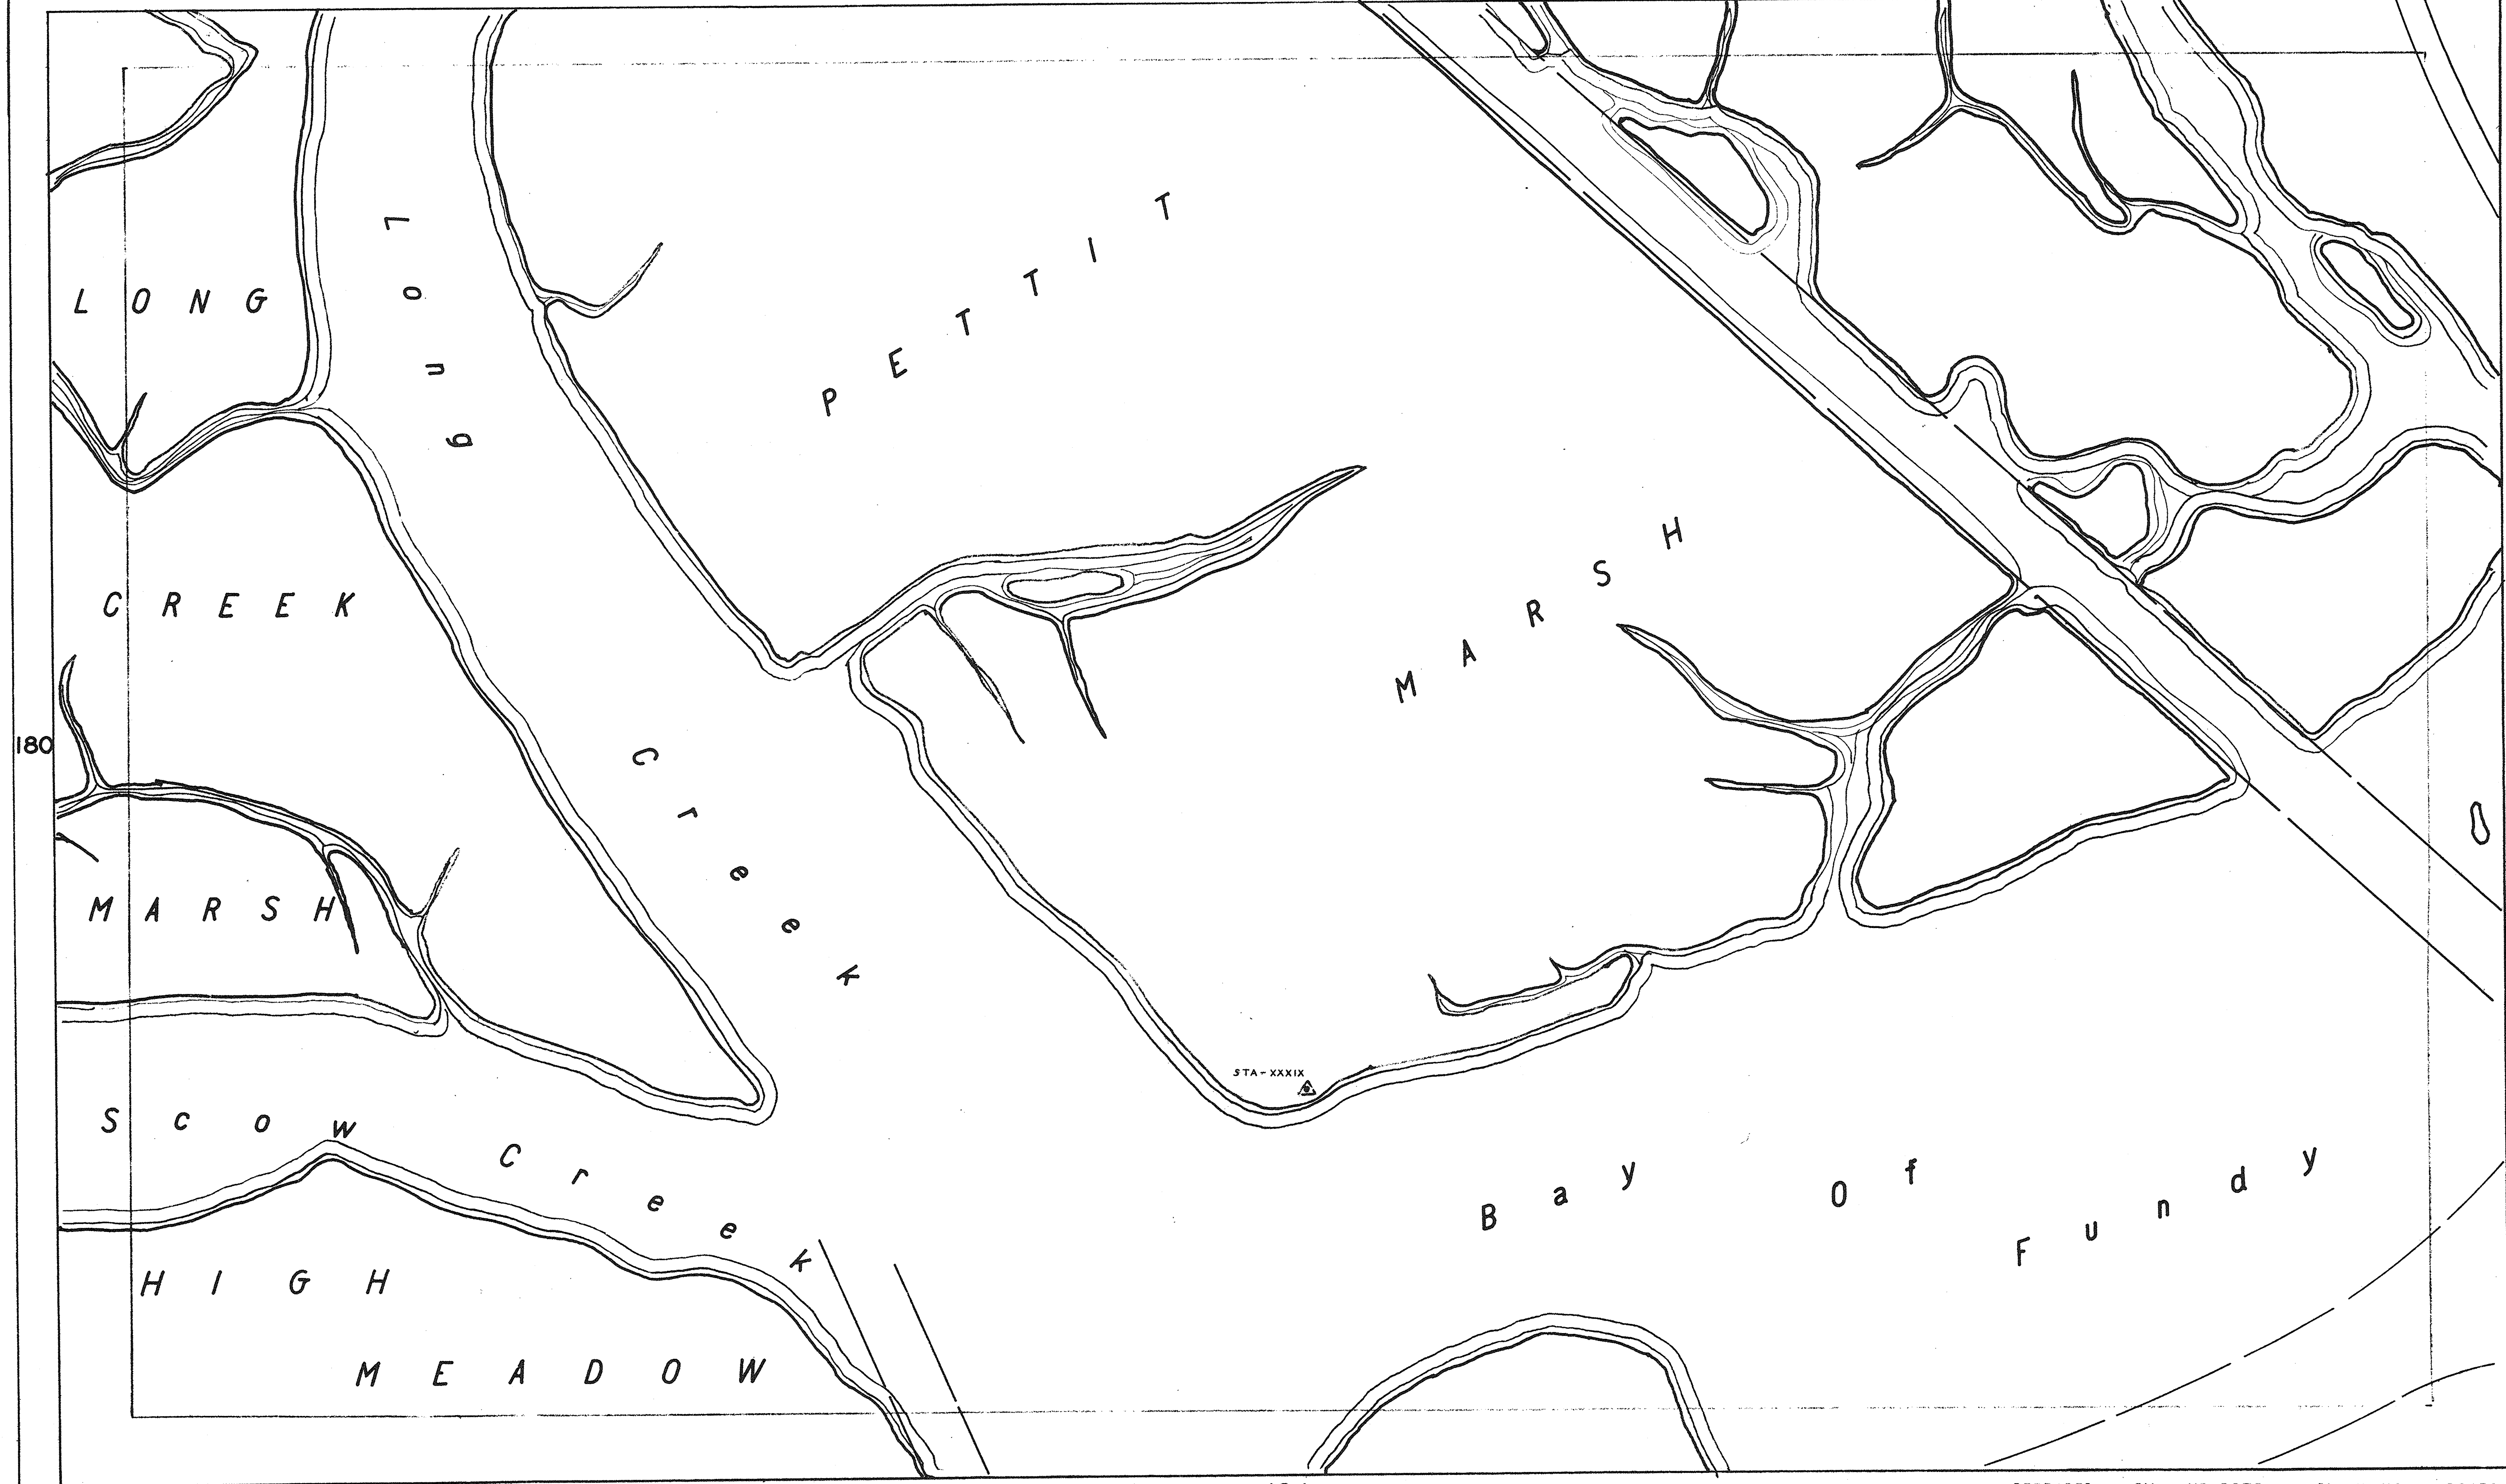 LONG
CREEK
MARSH
Long
Creek
PETTIT
MARSH
180
STA-XXXIX
Scow Creek
Bay Of Fundy
HIGH
MEADOW